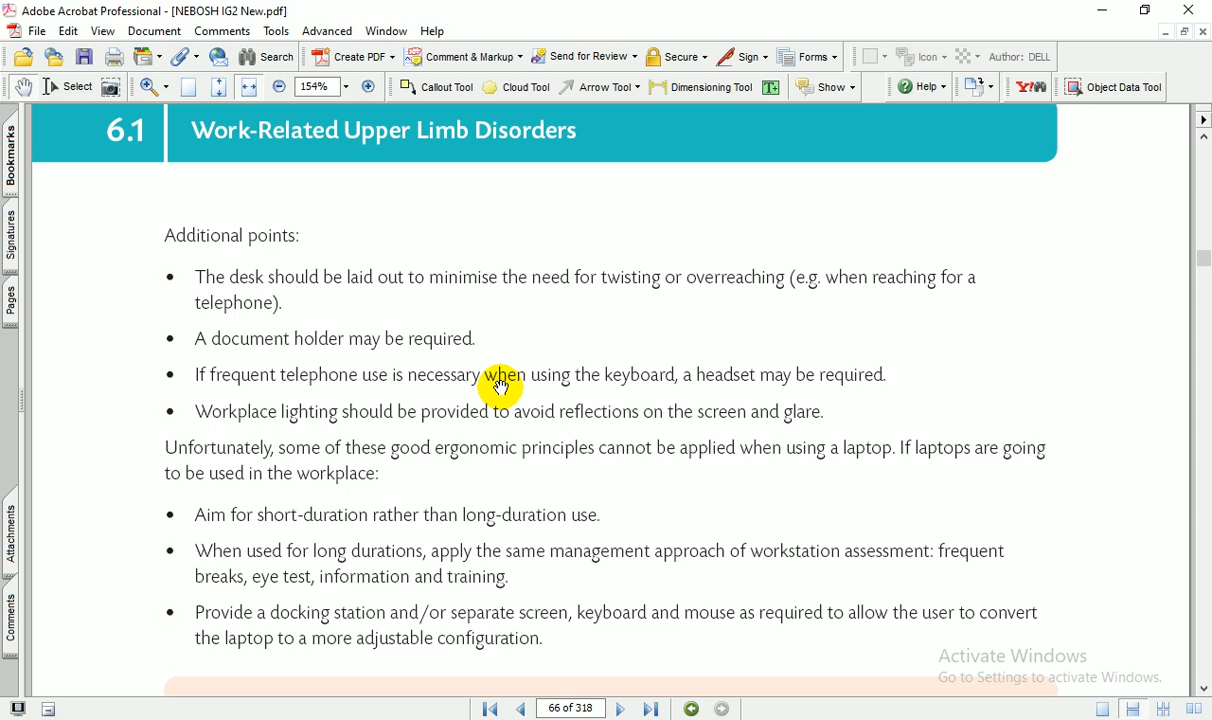 Adobe Acrobat Professional - [NEBOSH IG2 New.pdf]
File Edit View Document Comments Tools Advanced Window Help
Search Create PDF Comment & Markup Send for Review Secure Sign Forms Icon Author: DELL
Select 154% Callout Tool Cloud Tool Arrow Tool Dimensioning Tool Show Help Object Data Tool
Bookmarks
Signatures
Pages
Attachments
Comments
6.1 Work-Related Upper Limb Disorders
Additional points:
• The desk should be laid out to minimise the need for twisting or overreaching (e.g. when reaching for a
telephone).
• A document holder may be required.
• If frequent telephone use is necessary when using the keyboard, a headset may be required.
• Workplace lighting should be provided to avoid reflections on the screen and glare.
Unfortunately, some of these good ergonomic principles cannot be applied when using a laptop. If laptops are going
to be used in the workplace:
• Aim for short-duration rather than long-duration use.
• When used for long durations, apply the same management approach of workstation assessment: frequent
breaks, eye test, information and training.
• Provide a docking station and/or separate screen, keyboard and mouse as required to allow the user to convert
the laptop to a more adjustable configuration.
Activate Windows
Go to Settings to activate Windows.
66 of 318